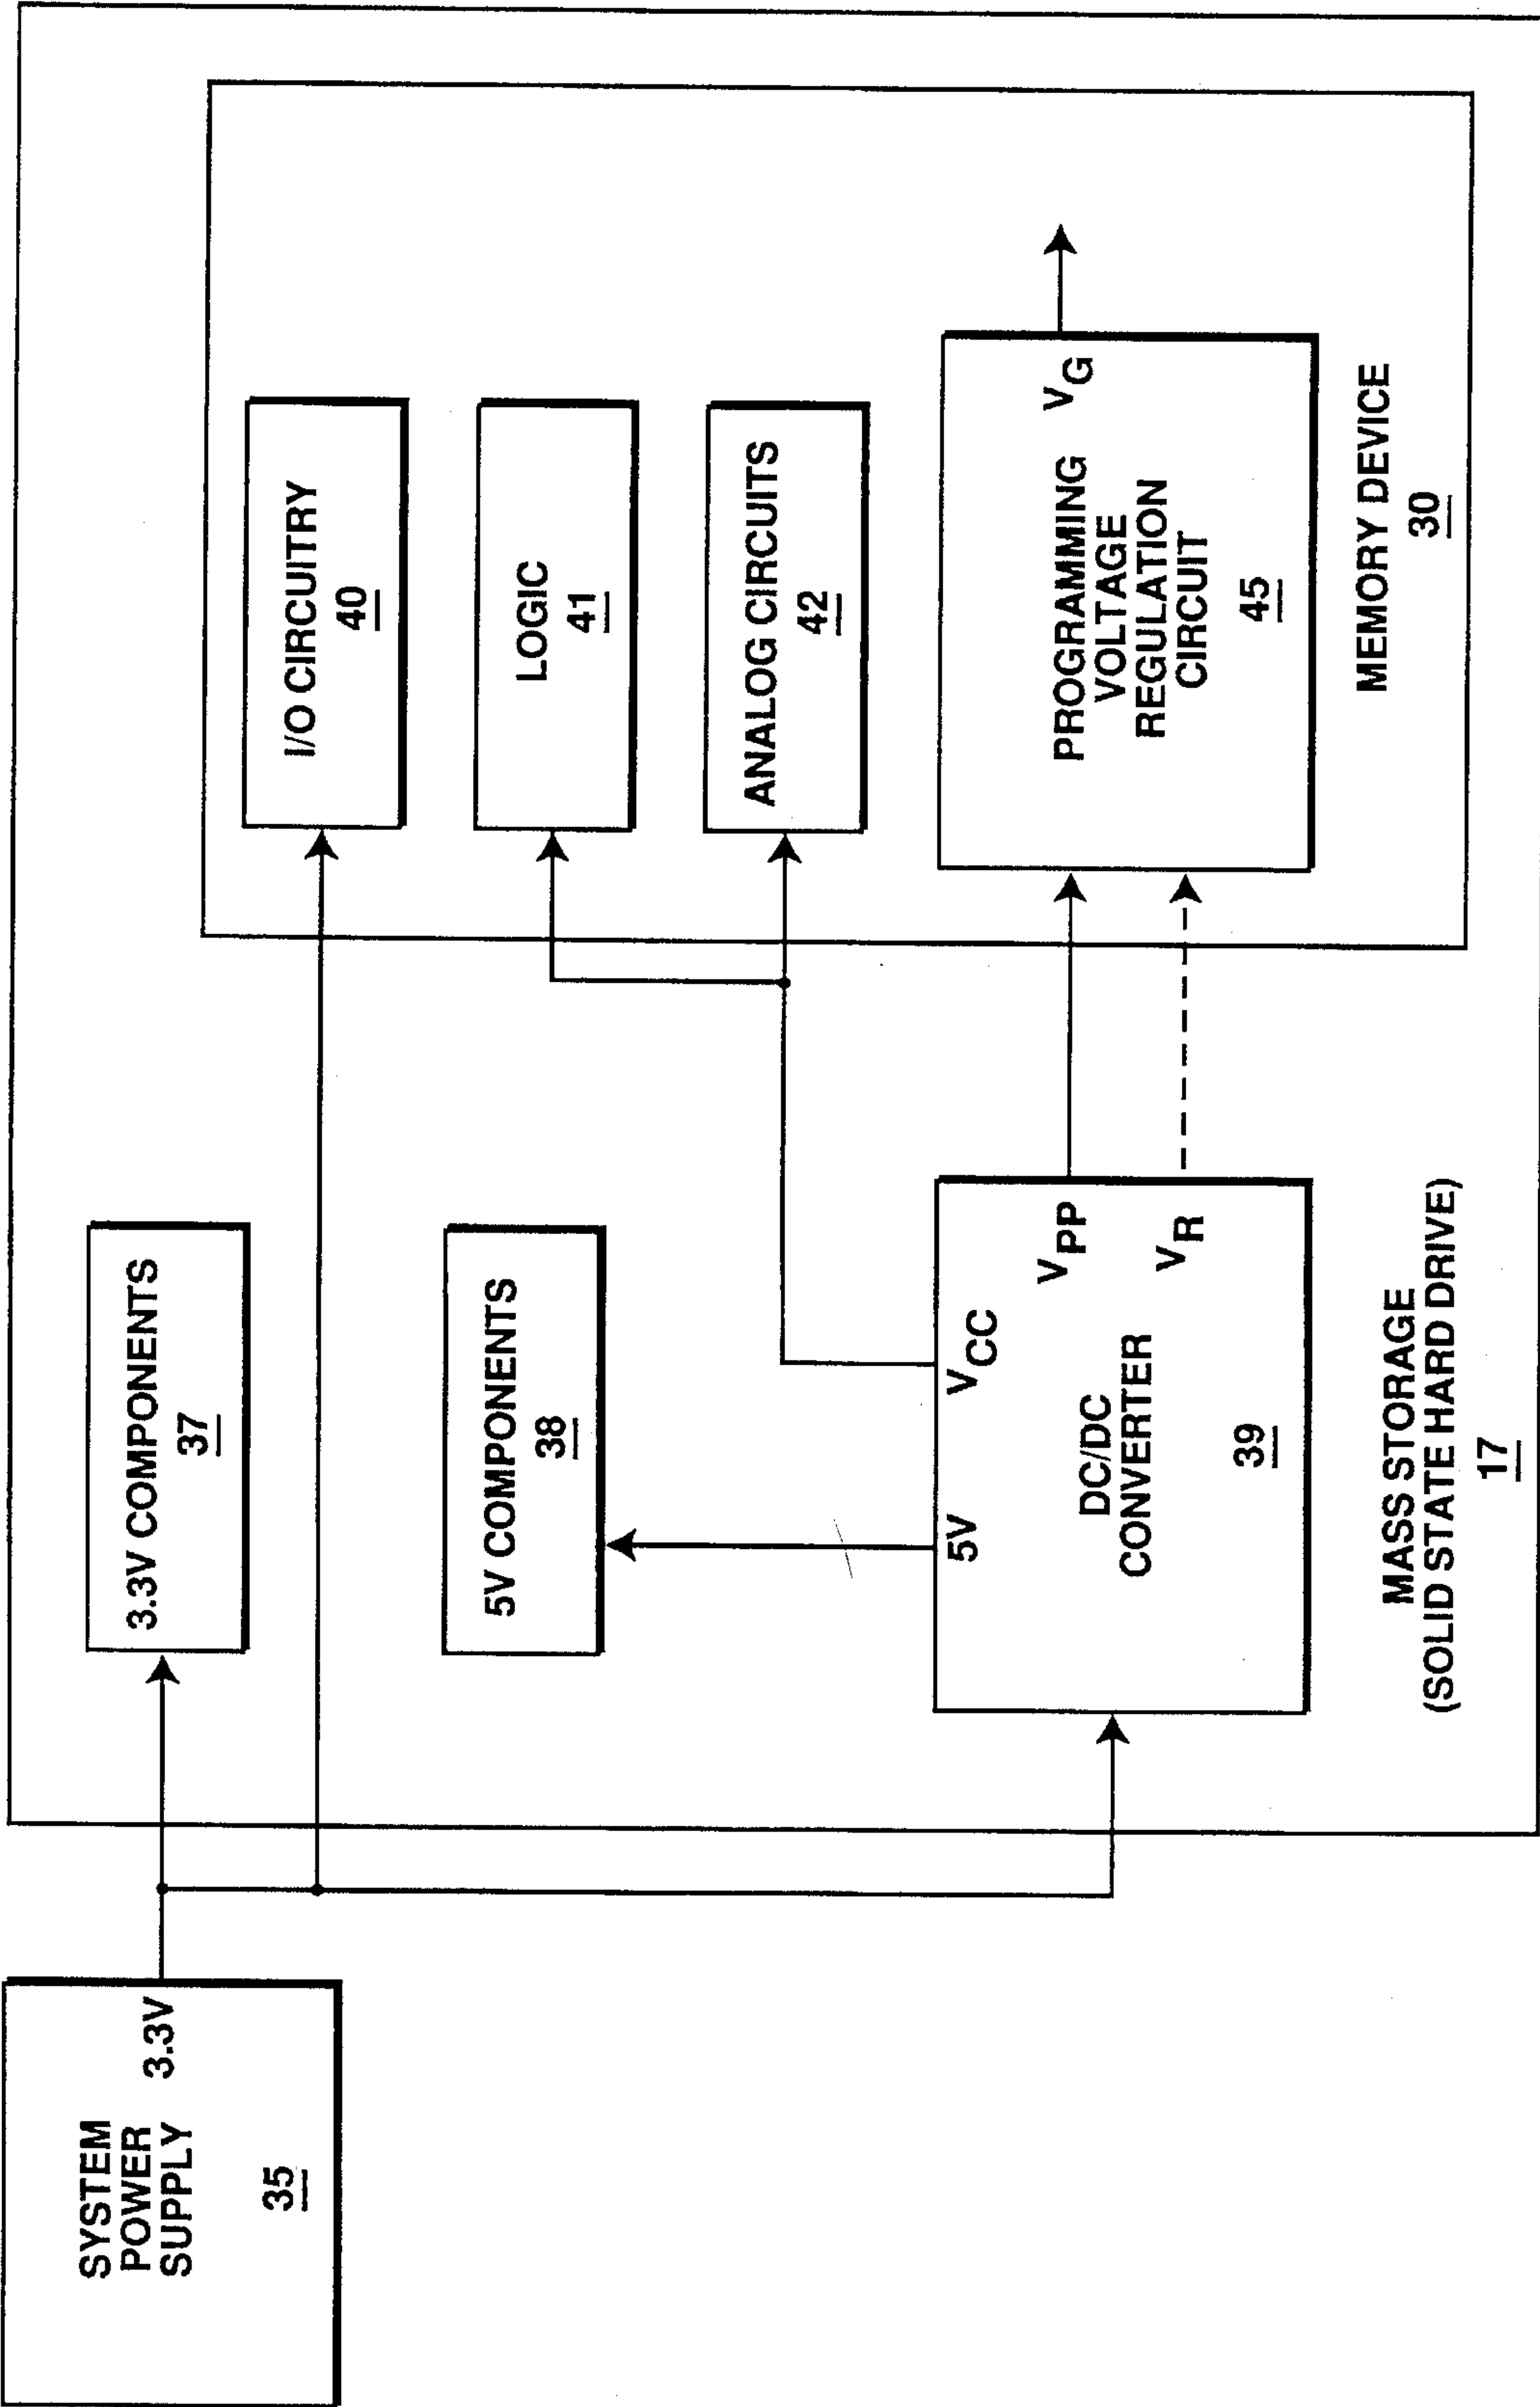 SYSTEM
POWER
SUPPLY
3.3V
35
3.3V COMPONENTS
37
5V COMPONENTS
38
5V
VCC
VPP
VR
DC/DC
CONVERTER
39
MASS STORAGE
(SOLID STATE HARD DRIVE)
17
I/O CIRCUITRY
40
LOGIC
41
ANALOG CIRCUITS
42
PROGRAMMING
VOLTAGE
REGULATION
CIRCUIT
VG
45
MEMORY DEVICE
30